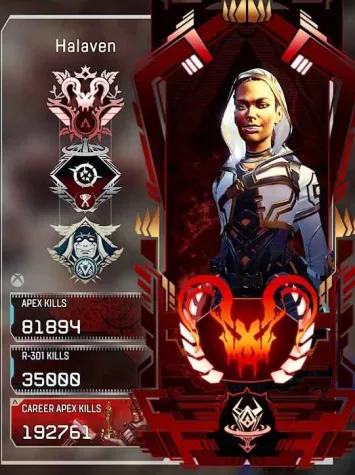 Halaven
APEX KILLS
81894
R-301 KILLS
35000
CAREER APEX KILLS
192761